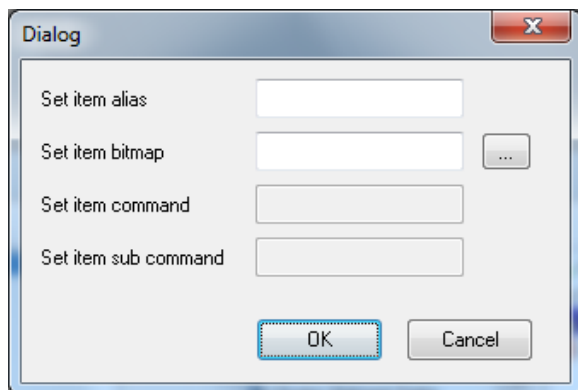 Dialog
Set item alias
Set item bitmap
...
Set item command
Set item sub command
OK Cancel